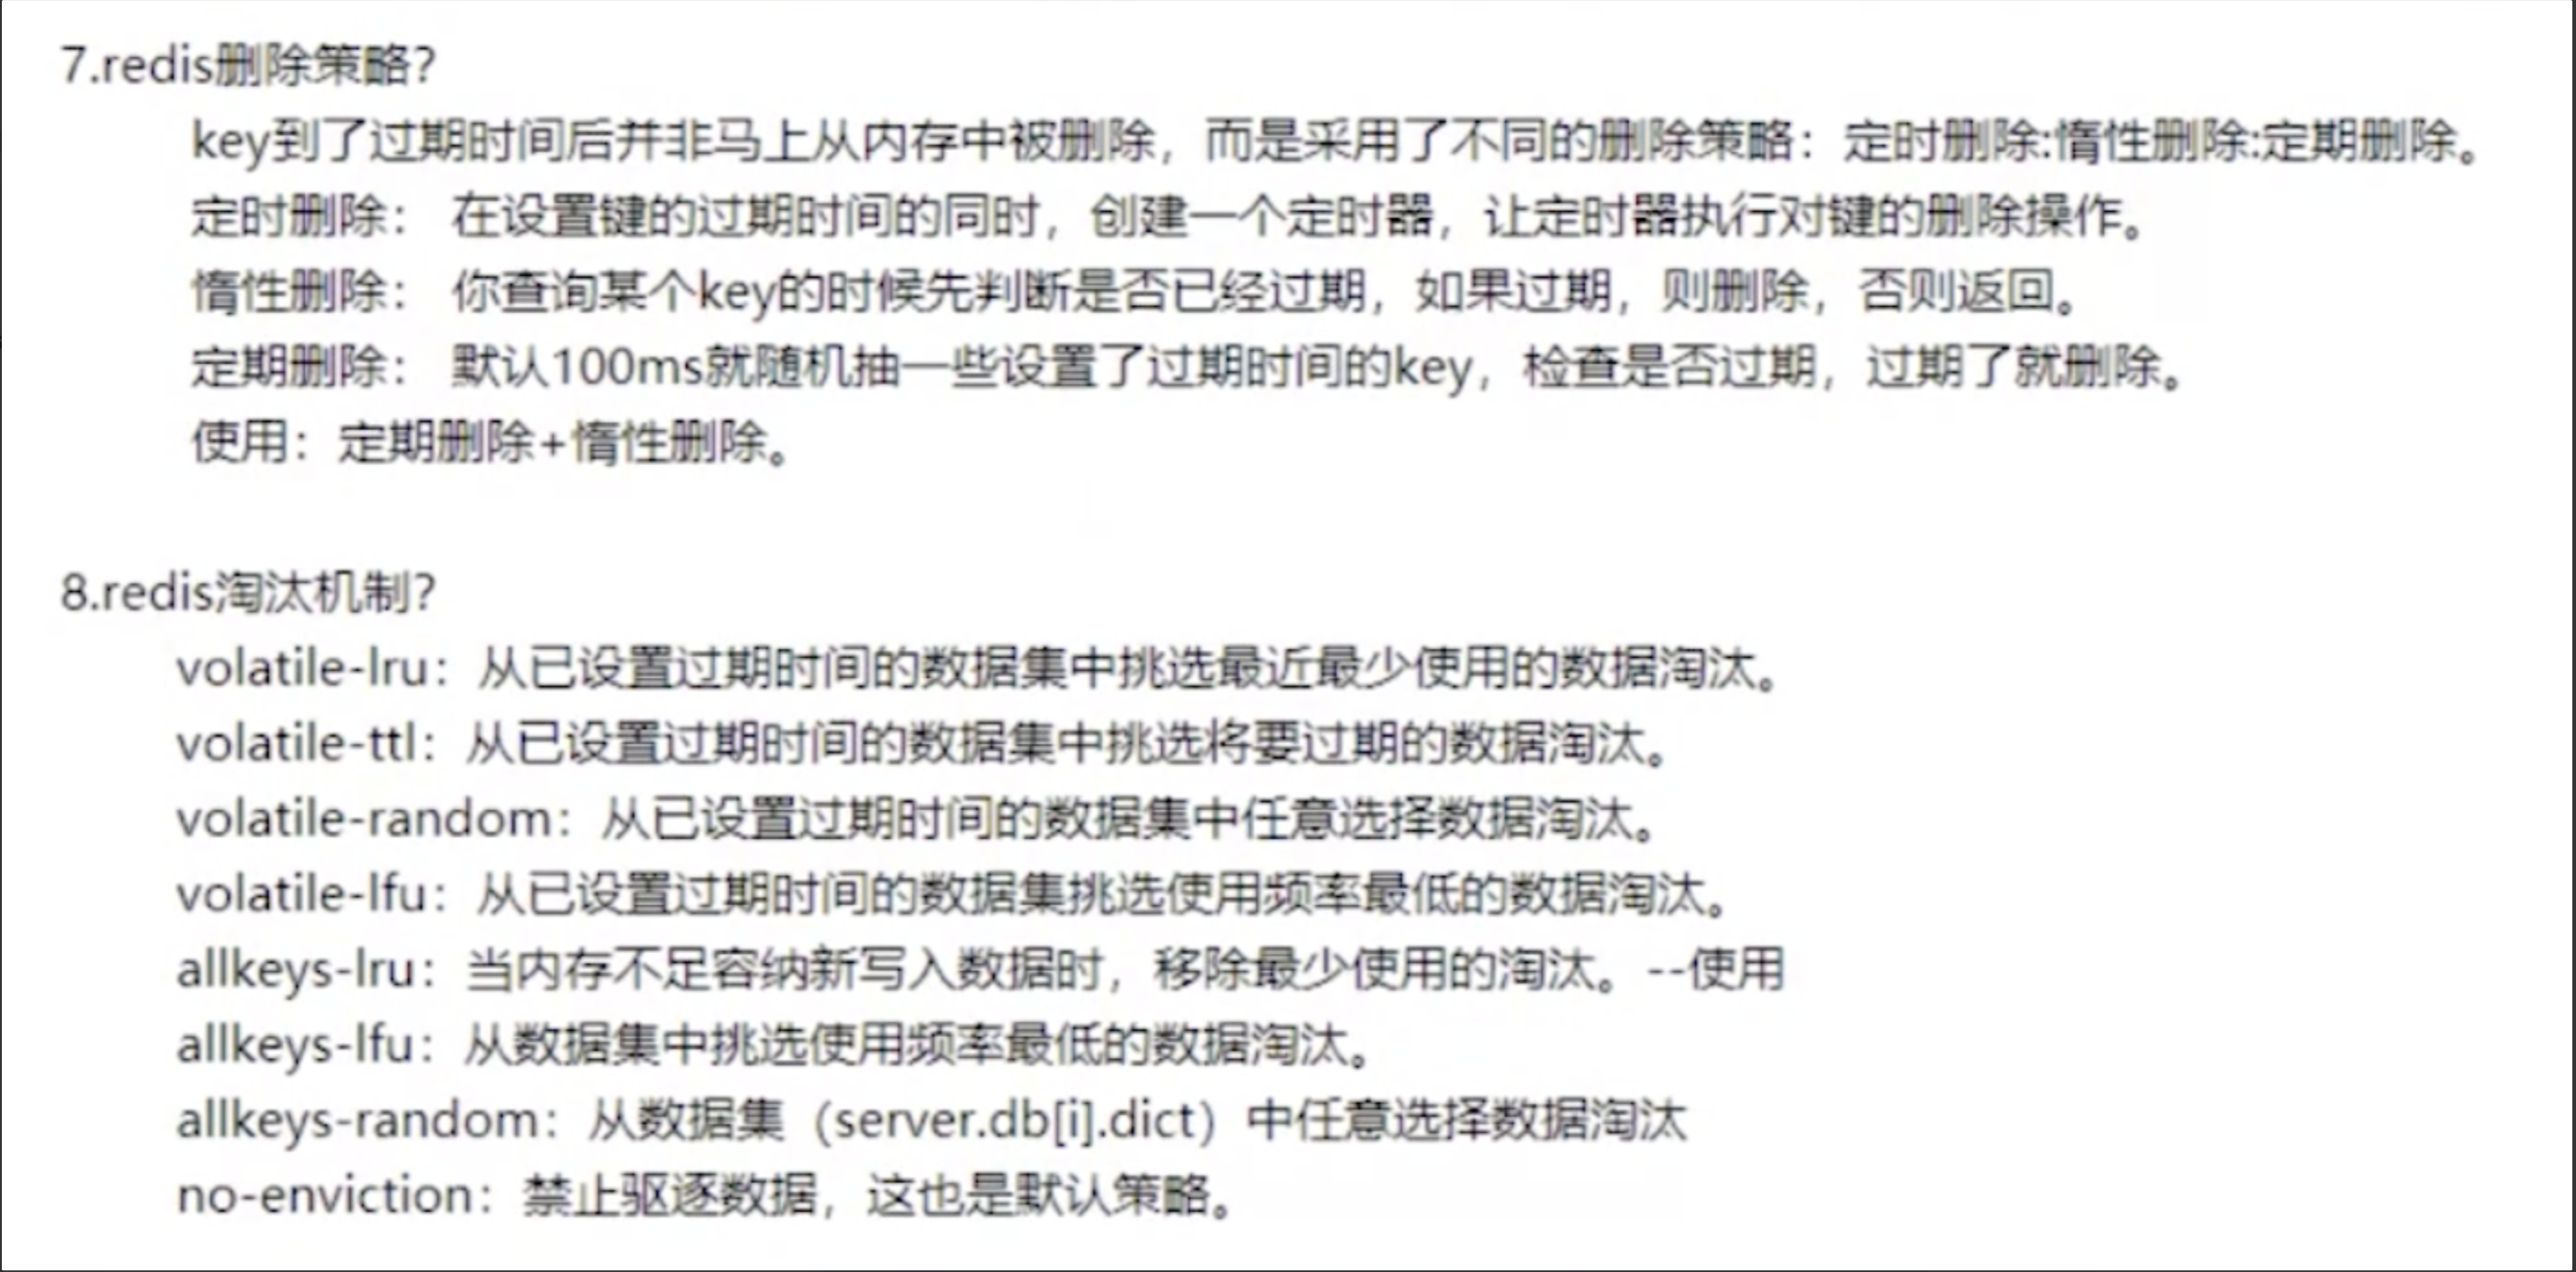 7.redis删除策略？
key到了过期时间后并非马上从内存中被删除，而是采用了不同的删除策略：定时删除:惰性删除:定期删除。
定时删除： 在设置键的过期时间的同时，创建一个定时器，让定时器执行对键的删除操作。
惰性删除： 你查询某个key的时候先判断是否已经过期，如果过期，则删除，否则返回。
定期删除： 默认100ms就随机抽一些设置了过期时间的key，检查是否过期，过期了就删除。
使用：定期删除+惰性删除。
8.redis淘汰机制？
volatile-lru：从已设置过期时间的数据集中挑选最近最少使用的数据淘汰。
volatile-ttl：从已设置过期时间的数据集中挑选将要过期的数据淘汰。
volatile-random：从已设置过期时间的数据集中任意选择数据淘汰。
volatile-lfu：从已设置过期时间的数据集挑选使用频率最低的数据淘汰。
allkeys-lru：当内存不足容纳新写入数据时，移除最少使用的淘汰。--使用
allkeys-lfu：从数据集中挑选使用频率最低的数据淘汰。
allkeys-random：从数据集（server.db[i].dict）中任意选择数据淘汰
no-enviction：禁止驱逐数据，这也是默认策略。